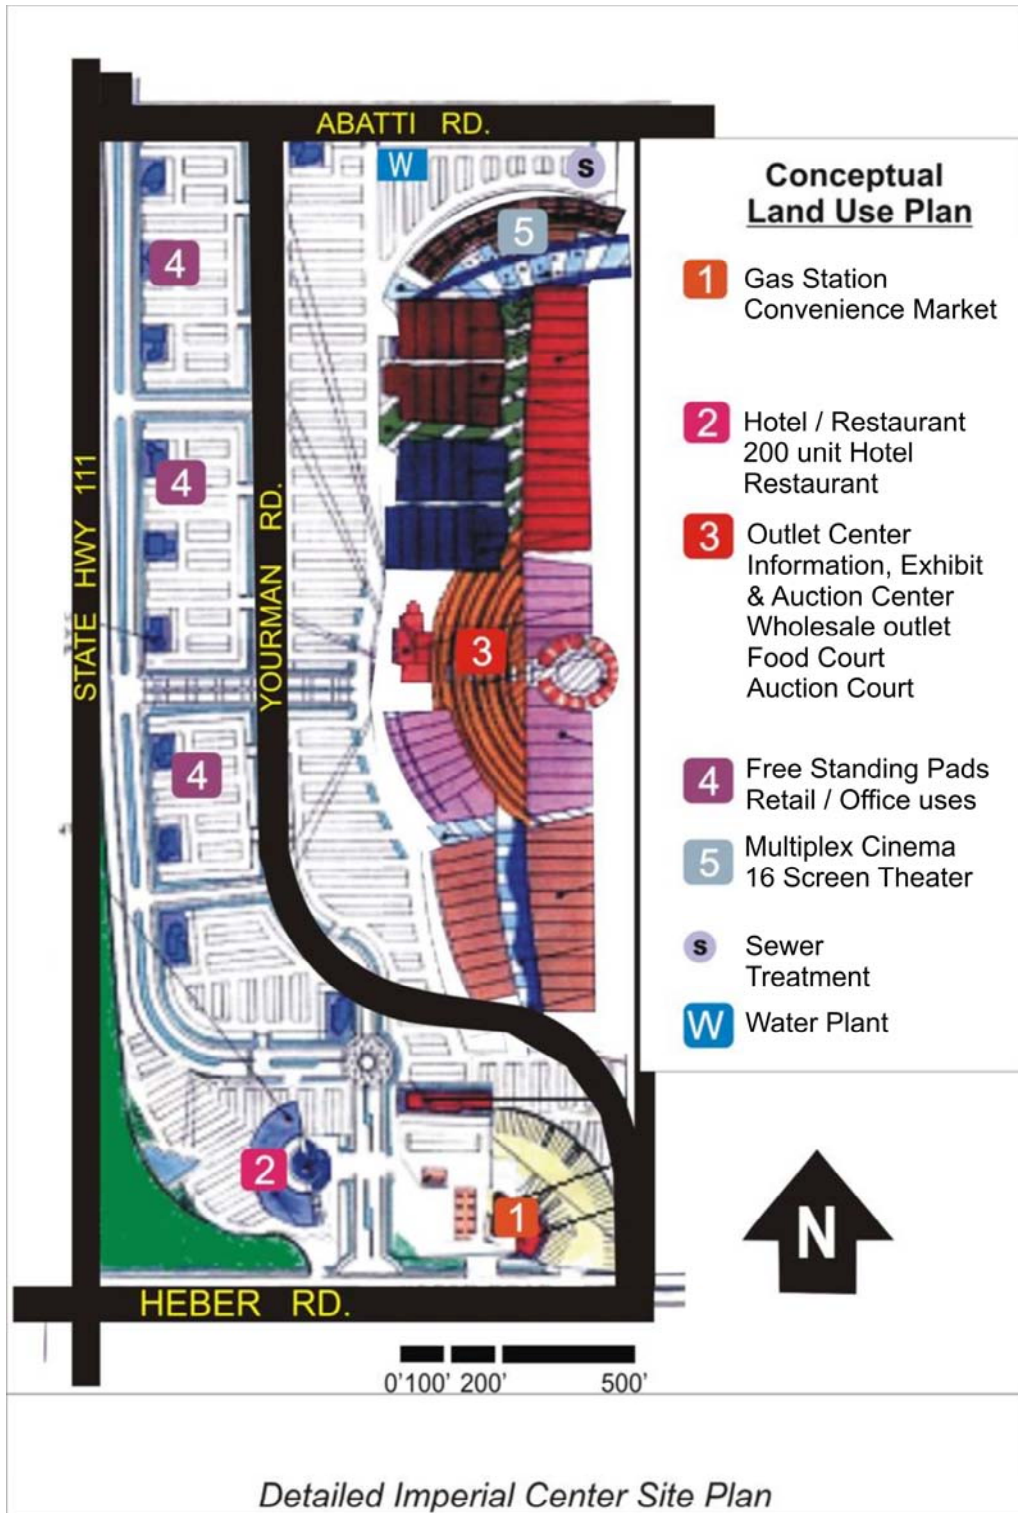 ABATTI RD.
W
S
5
4
4
4
3
2
1
STATE HWY 111
YOURMAN RD.
HEBER RD.
Conceptual
Land Use Plan
1 Gas Station
Convenience Market
2 Hotel / Restaurant
200 unit Hotel
Restaurant
3 Outlet Center
Information, Exhibit
& Auction Center
Wholesale outlet
Food Court
Auction Court
4 Free Standing Pads
Retail / Office uses
5 Multiplex Cinema
16 Screen Theater
S Sewer
Treatment
W Water Plant
N
0'100' 200' 500'
Detailed Imperial Center Site Plan